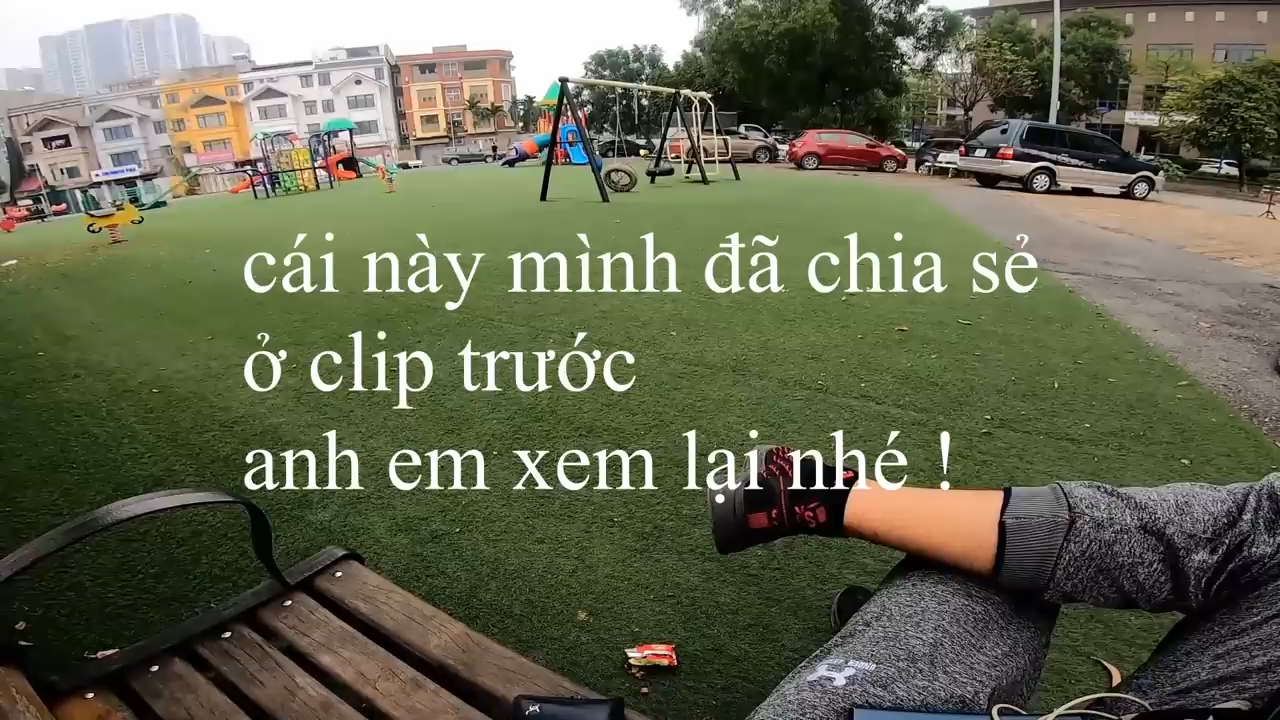 cái này mình đã chia sẻ
ở clip trước
anh em xem lại nhé !